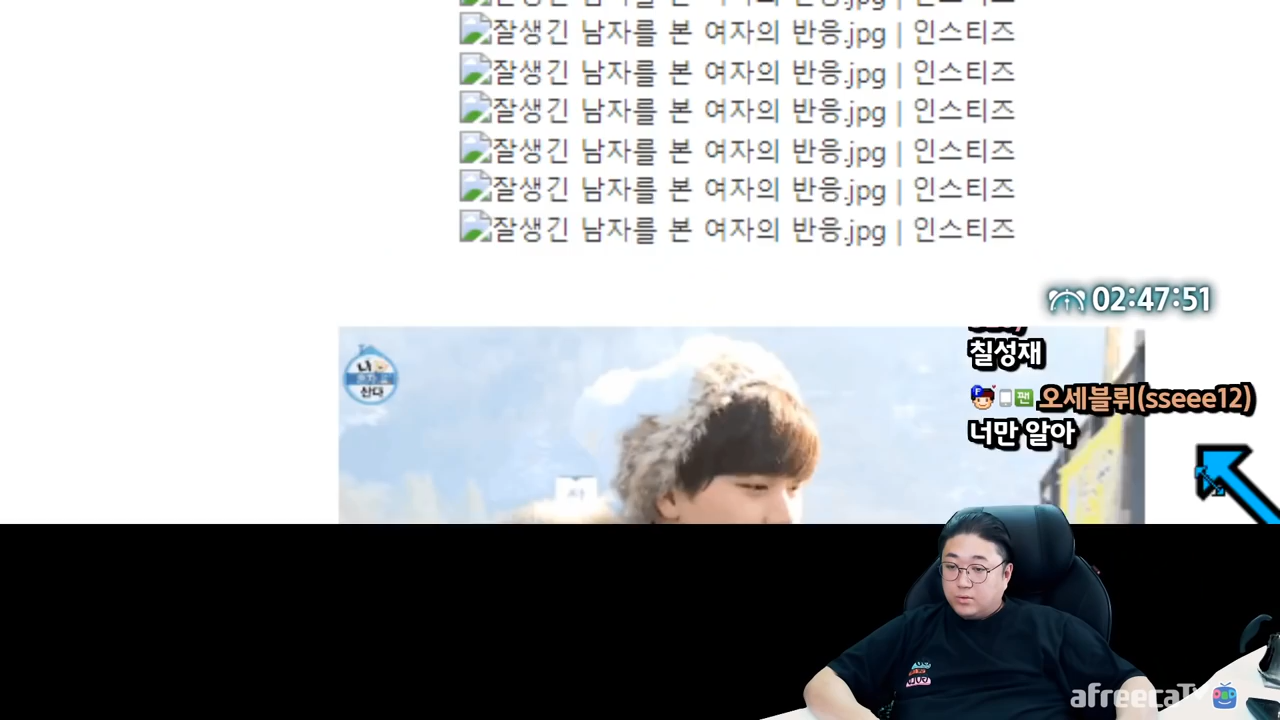 잘생긴 남자를 본 여자의 반응.jpg | 인스티즈
잘생긴 남자를 본 여자의 반응.jpg | 인스티즈
잘생긴 남자를 본 여자의 반응.jpg | 인스티즈
잘생긴 남자를 본 여자의 반응.jpg | 인스티즈
잘생긴 남자를 본 여자의 반응.jpg | 인스티즈
잘생긴 남자를 본 여자의 반응.jpg | 인스티즈
02:47:51
칠성재
팬 오세블뤼(sseee12)
너만 알아
나 혼자 산다
afreecaTV